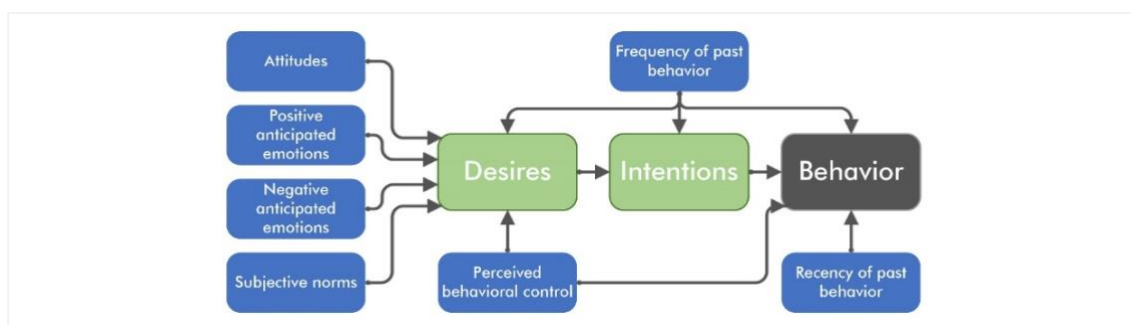 Attitudes
Positive
anticipated
emotions
Negative
anticipated
emotions
Subjective norms
Frequency of past
behavior
Desires
Intentions
Behavior
Perceived
behavioral control
Recency of past
behavior